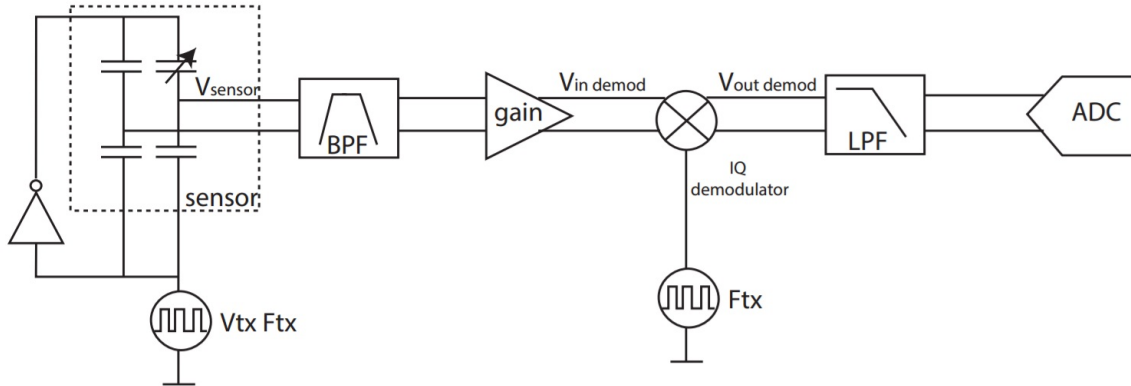 Vsensor
sensor
Vtx Ftx
BPF
gain
Vin demod
IQ
demodulator
Ftx
Vout demod
LPF
ADC